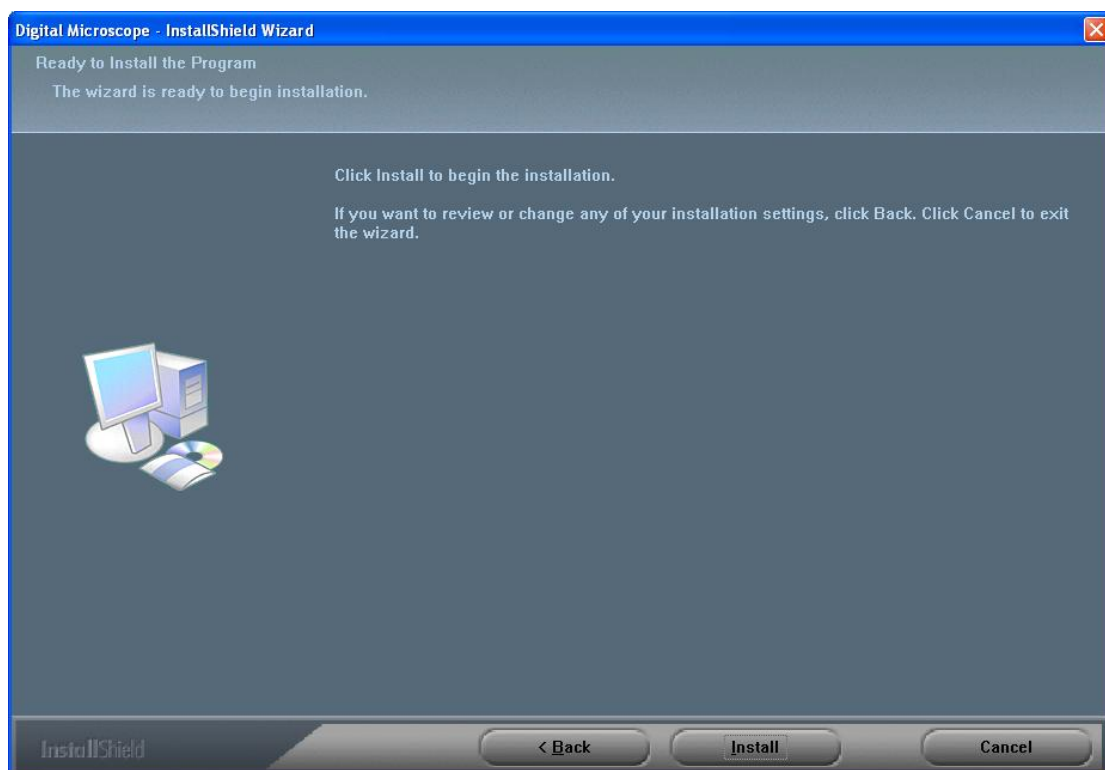 Digital Microscope - InstallShield Wizard
Ready to Install the Program
The wizard is ready to begin installation.
Click Install to begin the installation.
If you want to review or change any of your installation settings, click Back. Click Cancel to exit
the wizard.
InstallShield
< Back
Install
Cancel